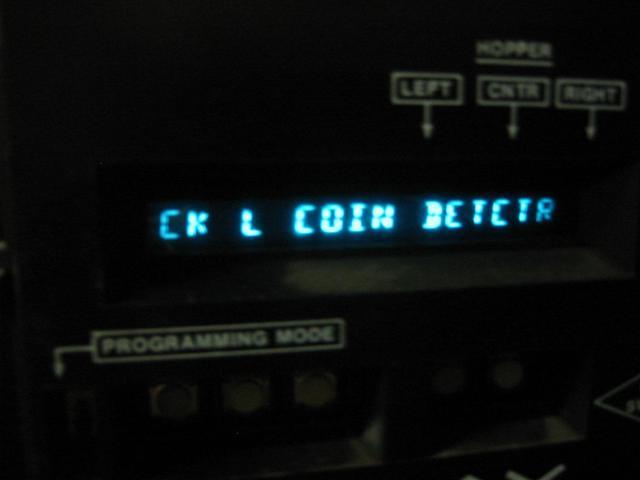 HOPPER
LEFT CNTR RIGHT
CK L COIN DETCTR
PROGRAMMING MODE